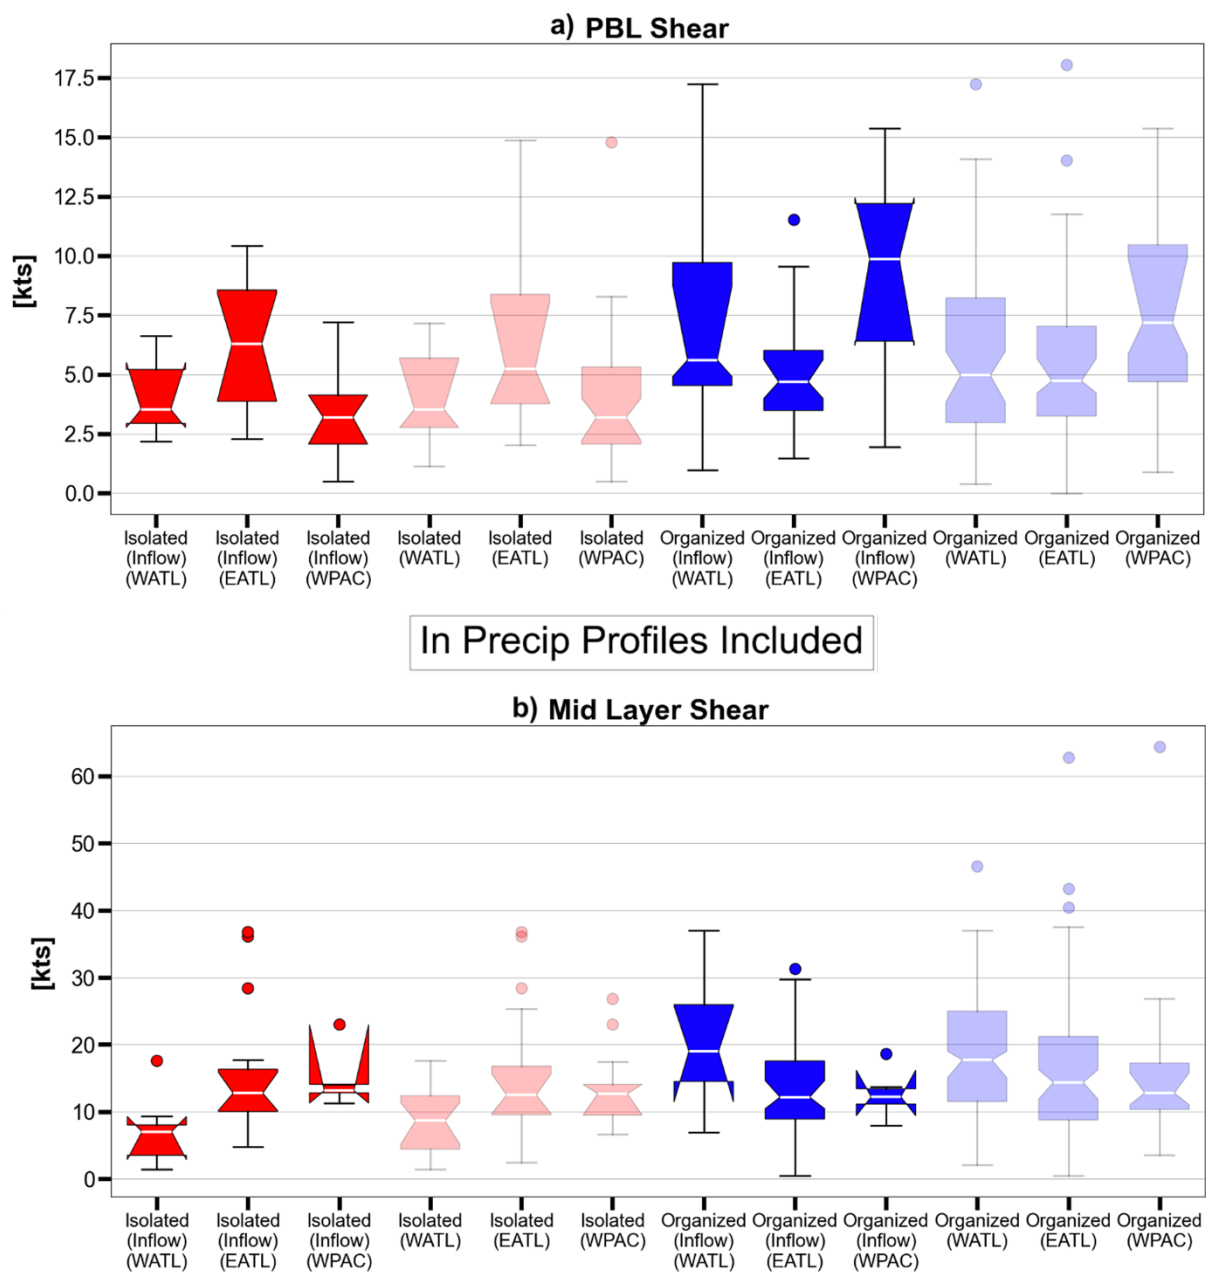 a) PBL Shear
[kts]
17.5
15.0
12.5
10.0
7.5
5.0
2.5
0.0
Isolated (Inflow) (WATL)
Isolated (Inflow) (EATL)
Isolated (Inflow) (WPAC)
Isolated (WATL)
Isolated (EATL)
Isolated (WPAC)
Organized (Inflow) (WATL)
Organized (Inflow) (EATL)
Organized (Inflow) (WPAC)
Organized (WATL)
Organized (EATL)
Organized (WPAC)
In Precip Profiles Included
b) Mid Layer Shear
[kts]
60
50
40
30
20
10
0
Isolated (Inflow) (WATL)
Isolated (Inflow) (EATL)
Isolated (Inflow) (WPAC)
Isolated (WATL)
Isolated (EATL)
Isolated (WPAC)
Organized (Inflow) (WATL)
Organized (Inflow) (EATL)
Organized (Inflow) (WPAC)
Organized (WATL)
Organized (EATL)
Organized (WPAC)